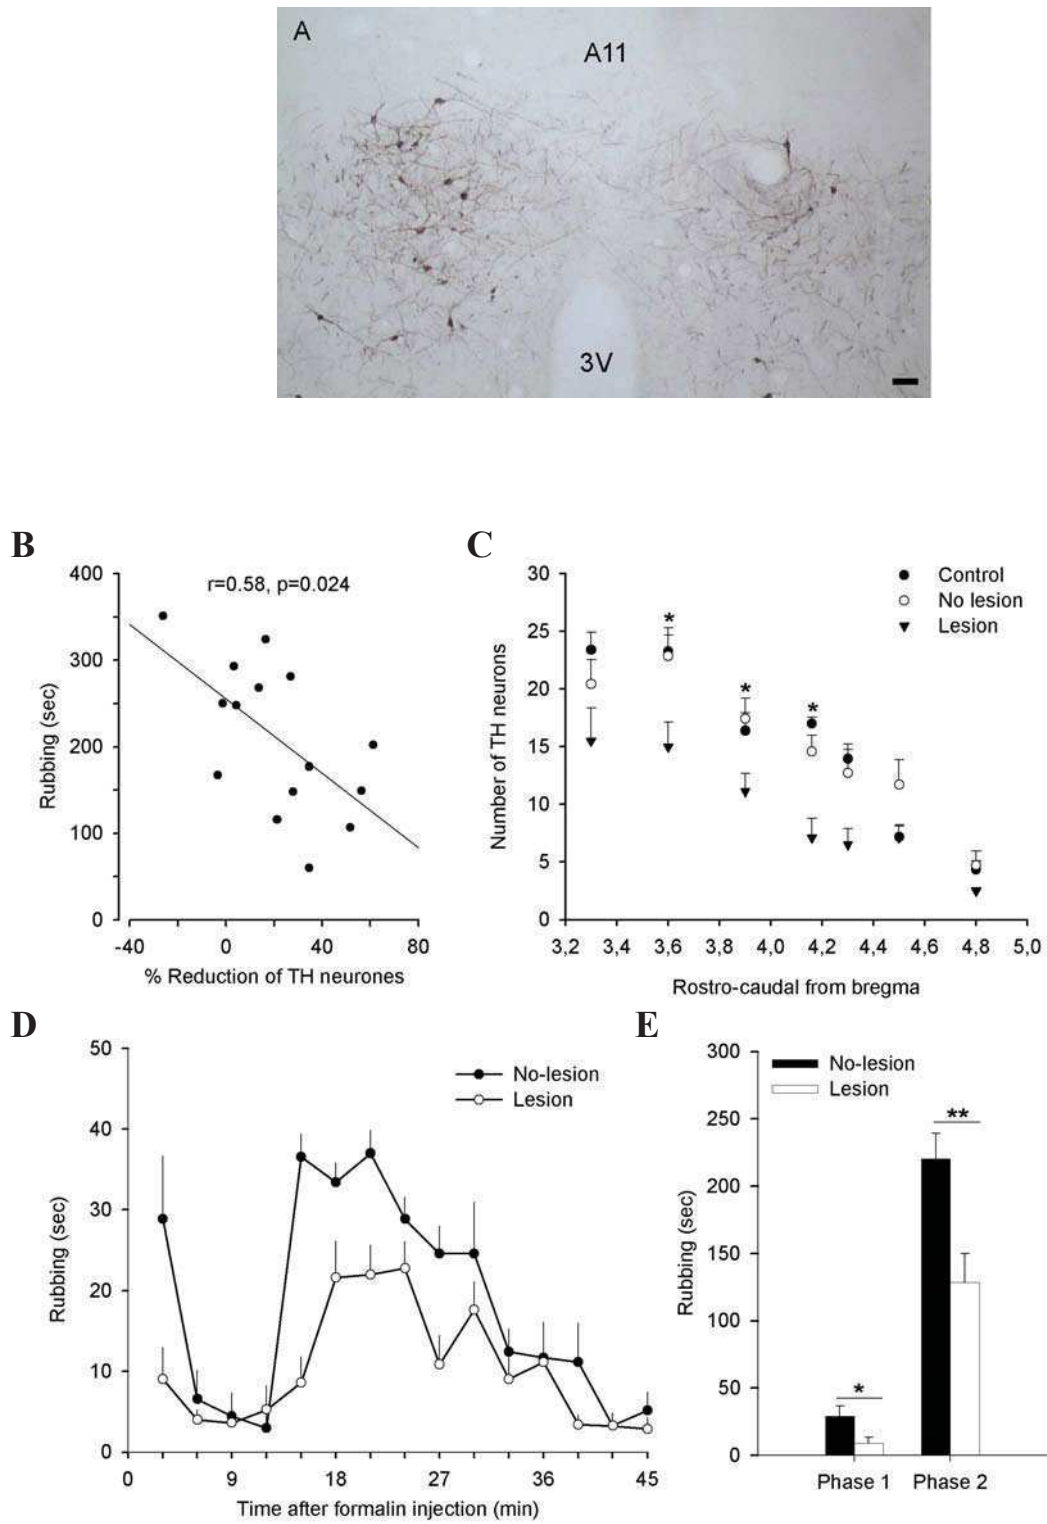 A
A11
3V
B
400
300
200
100
0
Rubbing (sec)
r=0.58, p=0.024
-40 0 40 80
% Reduction of TH neurones
C
30
25
20
15
10
5
0
Number of TH neurons
Control
No lesion
Lesion
*
*
*
3,2 3,4 3,6 3,8 4,0 4,2 4,4 4,6 4,8 5,0
Rostro-caudal from bregma
D
50
40
30
20
10
0
Rubbing (sec)
No-lesion
Lesion
0 9 18 27 36 45
Time after formalin injection (min)
E
300
250
200
150
100
50
0
Rubbing (sec)
No-lesion
Lesion
*
**
Phase 1 Phase 2